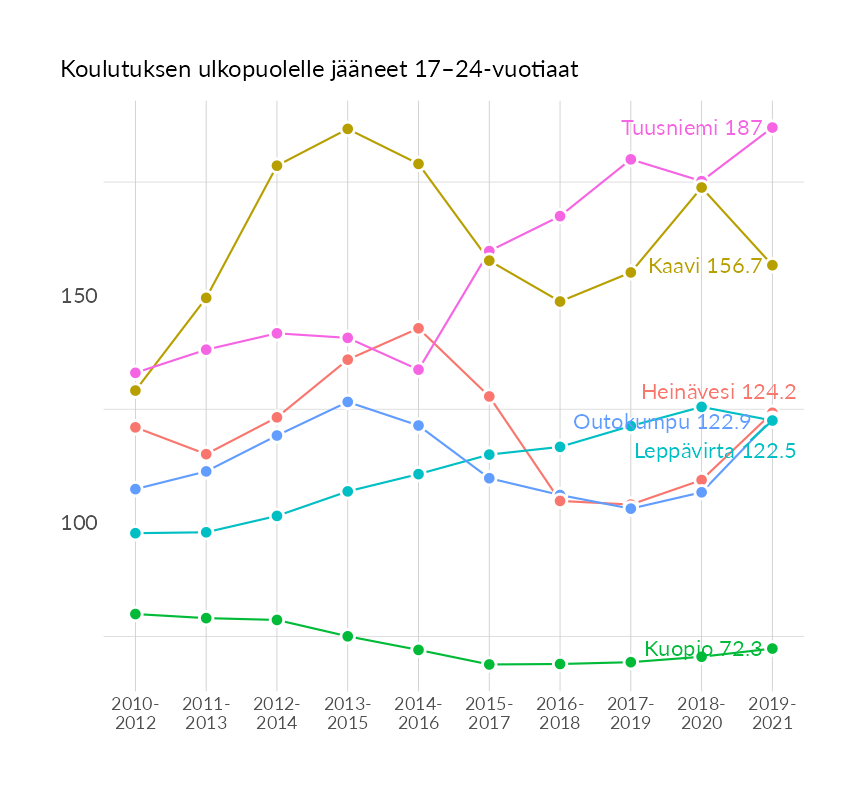 Koulutuksen ulkopuolelle jääneet 17–24-vuotiaat
Tuusniemi 187
Kaavi 156.7
150
Heinävesi 124.2
Outokumpu 122.9
Leppävirta 122.5
100
Kuopio 72.3
2010- 2011- 2012- 2013- 2014- 2015- 2016- 2017- 2018- 2019-
2012 2013 2014 2015 2016 2017 2018 2019 2020 2021